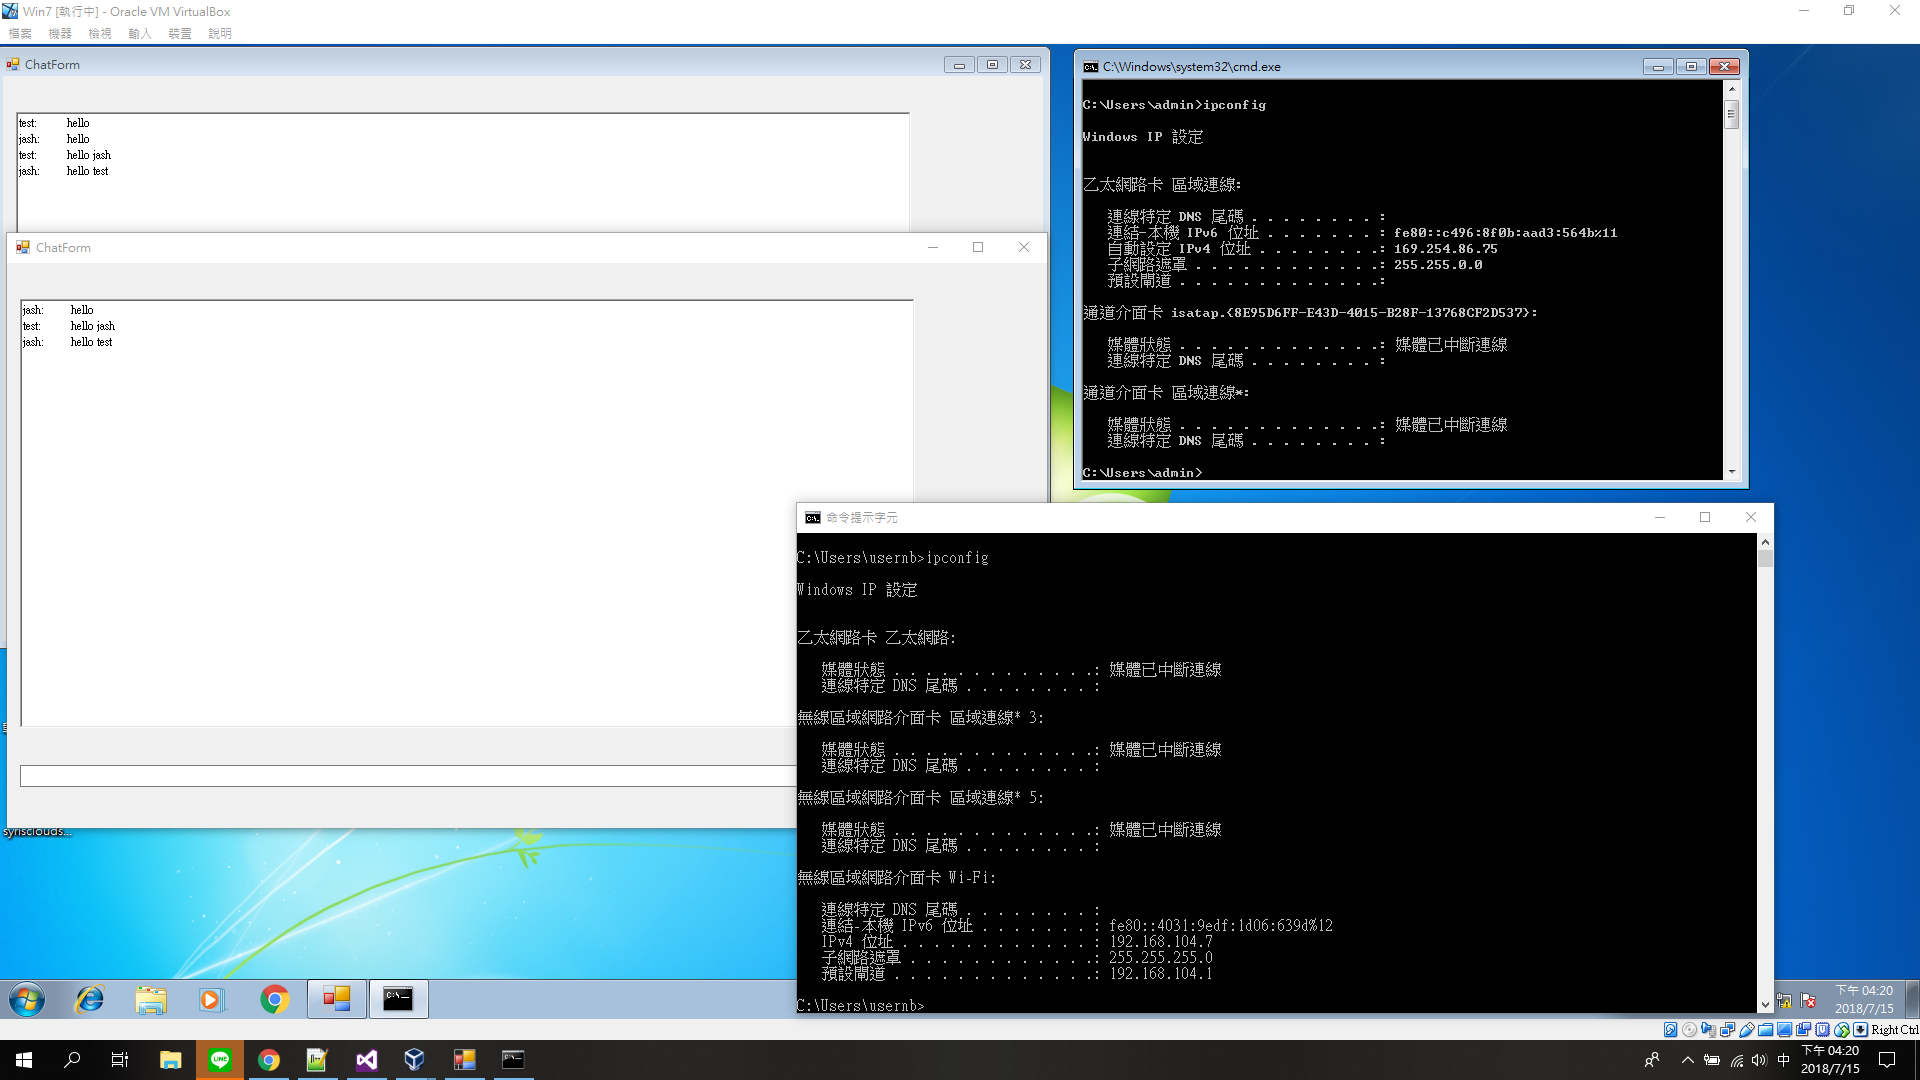 Win7 [執行中] - Oracle VM VirtualBox
檔案 機器 檢視 輸入 裝置 說明
ChatForm
test: hello
jash: hello
test: hello jash
jash: hello test
ChatForm
jash: hello
test: hello jash
jash: hello test
C:\Windows\system32\cmd.exe
C:\Users\admin>ipconfig
Windows IP 設定
乙太網路卡 區域連線:
連線特定 DNS 尾碼 . . . . . . . . :
連結-本機 IPv6 位址 . . . . . . . : fe80::c496:8f0b:aad3:564b%11
自動設定 IPv4 位址 . . . . . . . . : 169.254.86.75
子網路遮罩 . . . . . . . . . . . .: 255.255.0.0
預設閘道 . . . . . . . . . . . . .:
通道介面卡 isatap.{8E95D6FF-E43D-4015-B28F-13768CF2D537}:
媒體狀態 . . . . . . . . . . . . .: 媒體已中斷連線
連線特定 DNS 尾碼 . . . . . . . . :
通道介面卡 區域連線*:
媒體狀態 . . . . . . . . . . . . .: 媒體已中斷連線
連線特定 DNS 尾碼 . . . . . . . . :
C:\Users\admin>
命令提示字元
C:\Users\usernb>ipconfig
Windows IP 設定
乙太網路卡 乙太網路:
媒體狀態 . . . . . . . . . . . . .: 媒體已中斷連線
連線特定 DNS 尾碼 . . . . . . . . :
無線區域網路介面卡 區域連線* 3:
媒體狀態 . . . . . . . . . . . . .: 媒體已中斷連線
連線特定 DNS 尾碼 . . . . . . . . :
無線區域網路介面卡 區域連線* 5:
媒體狀態 . . . . . . . . . . . . .: 媒體已中斷連線
連線特定 DNS 尾碼 . . . . . . . . :
無線區域網路介面卡 Wi-Fi:
連線特定 DNS 尾碼 . . . . . . . . :
連結-本機 IPv6 位址 . . . . . . . : fe80::4031:9edf:1d06:639d%12
IPv4 位址 . . . . . . . . . . . . : 192.168.104.7
子網路遮罩 . . . . . . . . . . . .: 255.255.255.0
預設閘道 . . . . . . . . . . . . .: 192.168.104.1
C:\Users\usernb>
syrisclouds...
下午 04:20
2018/7/15
Right Ctrl
中
下午 04:20
2018/7/15